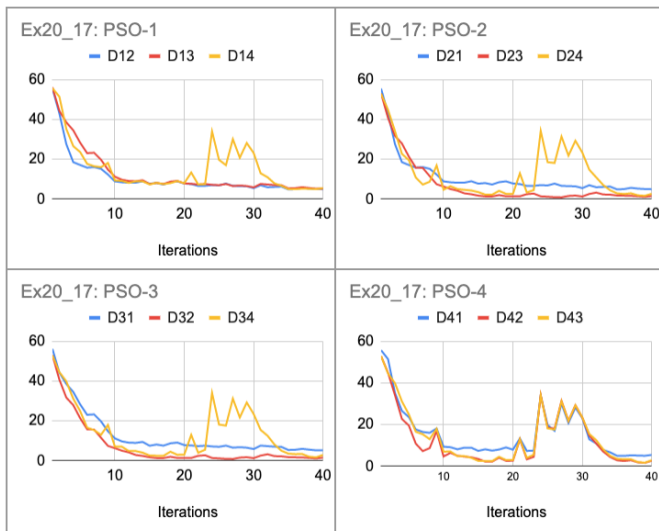 Ex20_17: PSO-1
D12 D13 D14
60
40
20
0
10 20 30 40
Iterations
Ex20_17: PSO-2
D21 D23 D24
60
40
20
0
10 20 30 40
Iterations
Ex20_17: PSO-3
D31 D32 D34
60
40
20
0
10 20 30 40
Iterations
Ex20_17: PSO-4
D41 D42 D43
60
40
20
0
10 20 30 40
Iterations